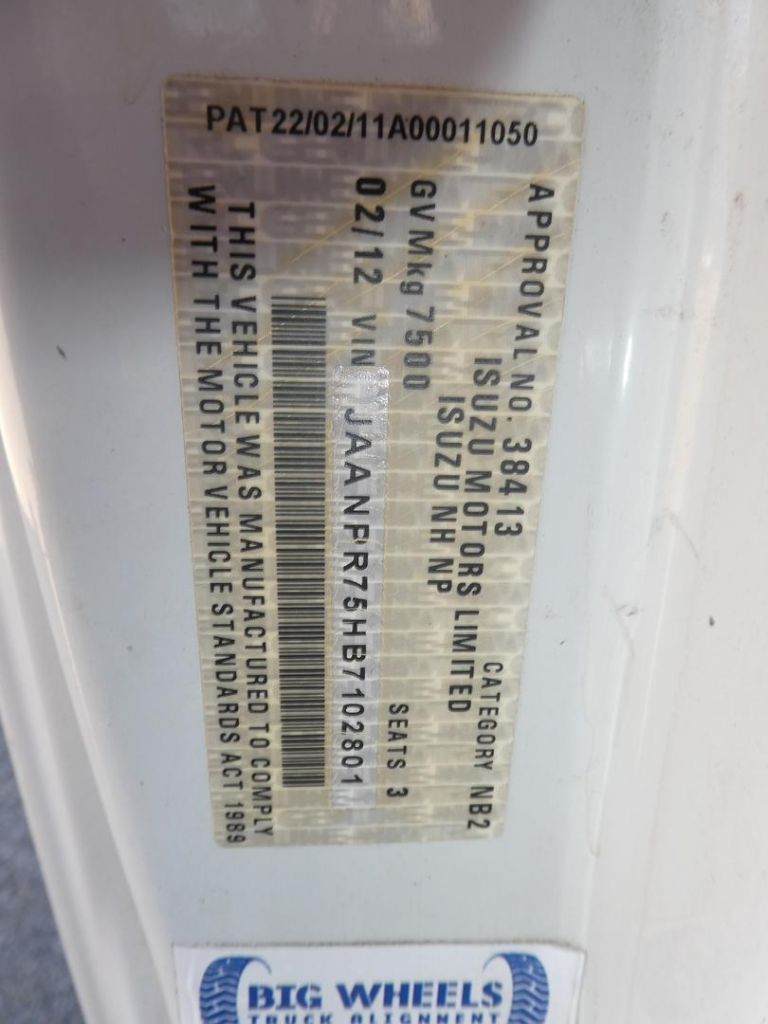 PAT22/02/11A00011050
APPROVAL NO. 38413 CATEGORY NB2
ISUZU MOTORS LIMITED
ISUZU NH NP
GVMkg 7500 SEATS 3
02/12 VIN JAANPR75HB7102801
THIS VEHICLE WAS MANUFACTURED TO COMPLY
WITH THE MOTOR VEHICLE STANDARDS ACT 1989
BIG WHEELS
TRUCK ALIGNMENT